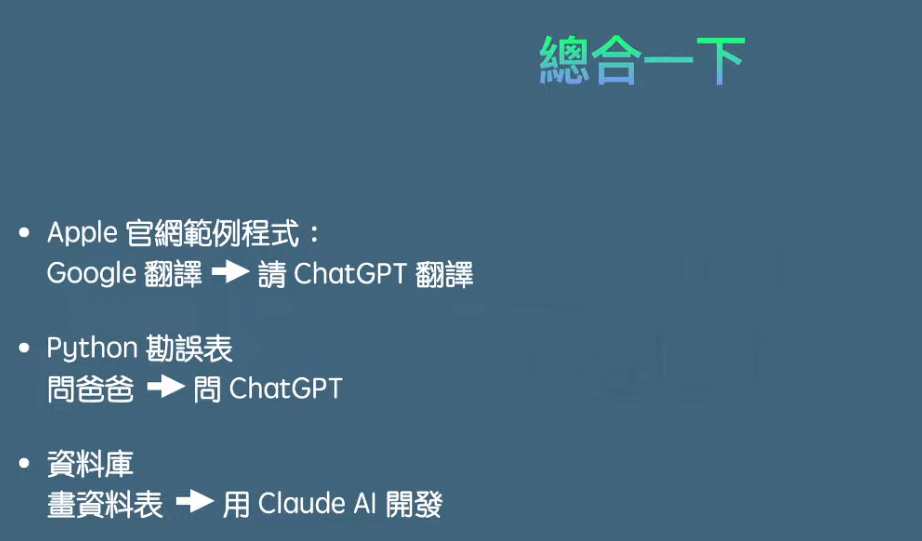 總合一下
• Apple 官網範例程式：
Google 翻譯 ➡ 請 ChatGPT 翻譯
• Python 勘誤表
問爸爸 ➡ 問 ChatGPT
• 資料庫
畫資料表 ➡ 用 Claude AI 開發